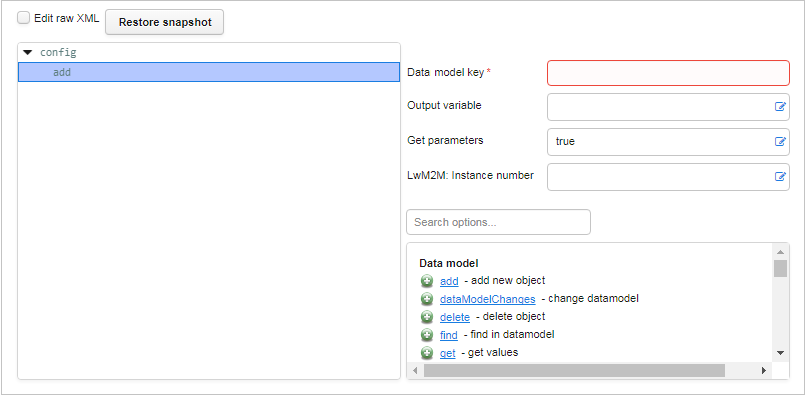 Edit raw XML Restore snapshot
config
add
Data model key *
Output variable
Get parameters true
LwM2M: Instance number
Search options...
Data model
add - add new object
dataModelChanges - change datamodel
delete - delete object
find - find in datamodel
get - get values